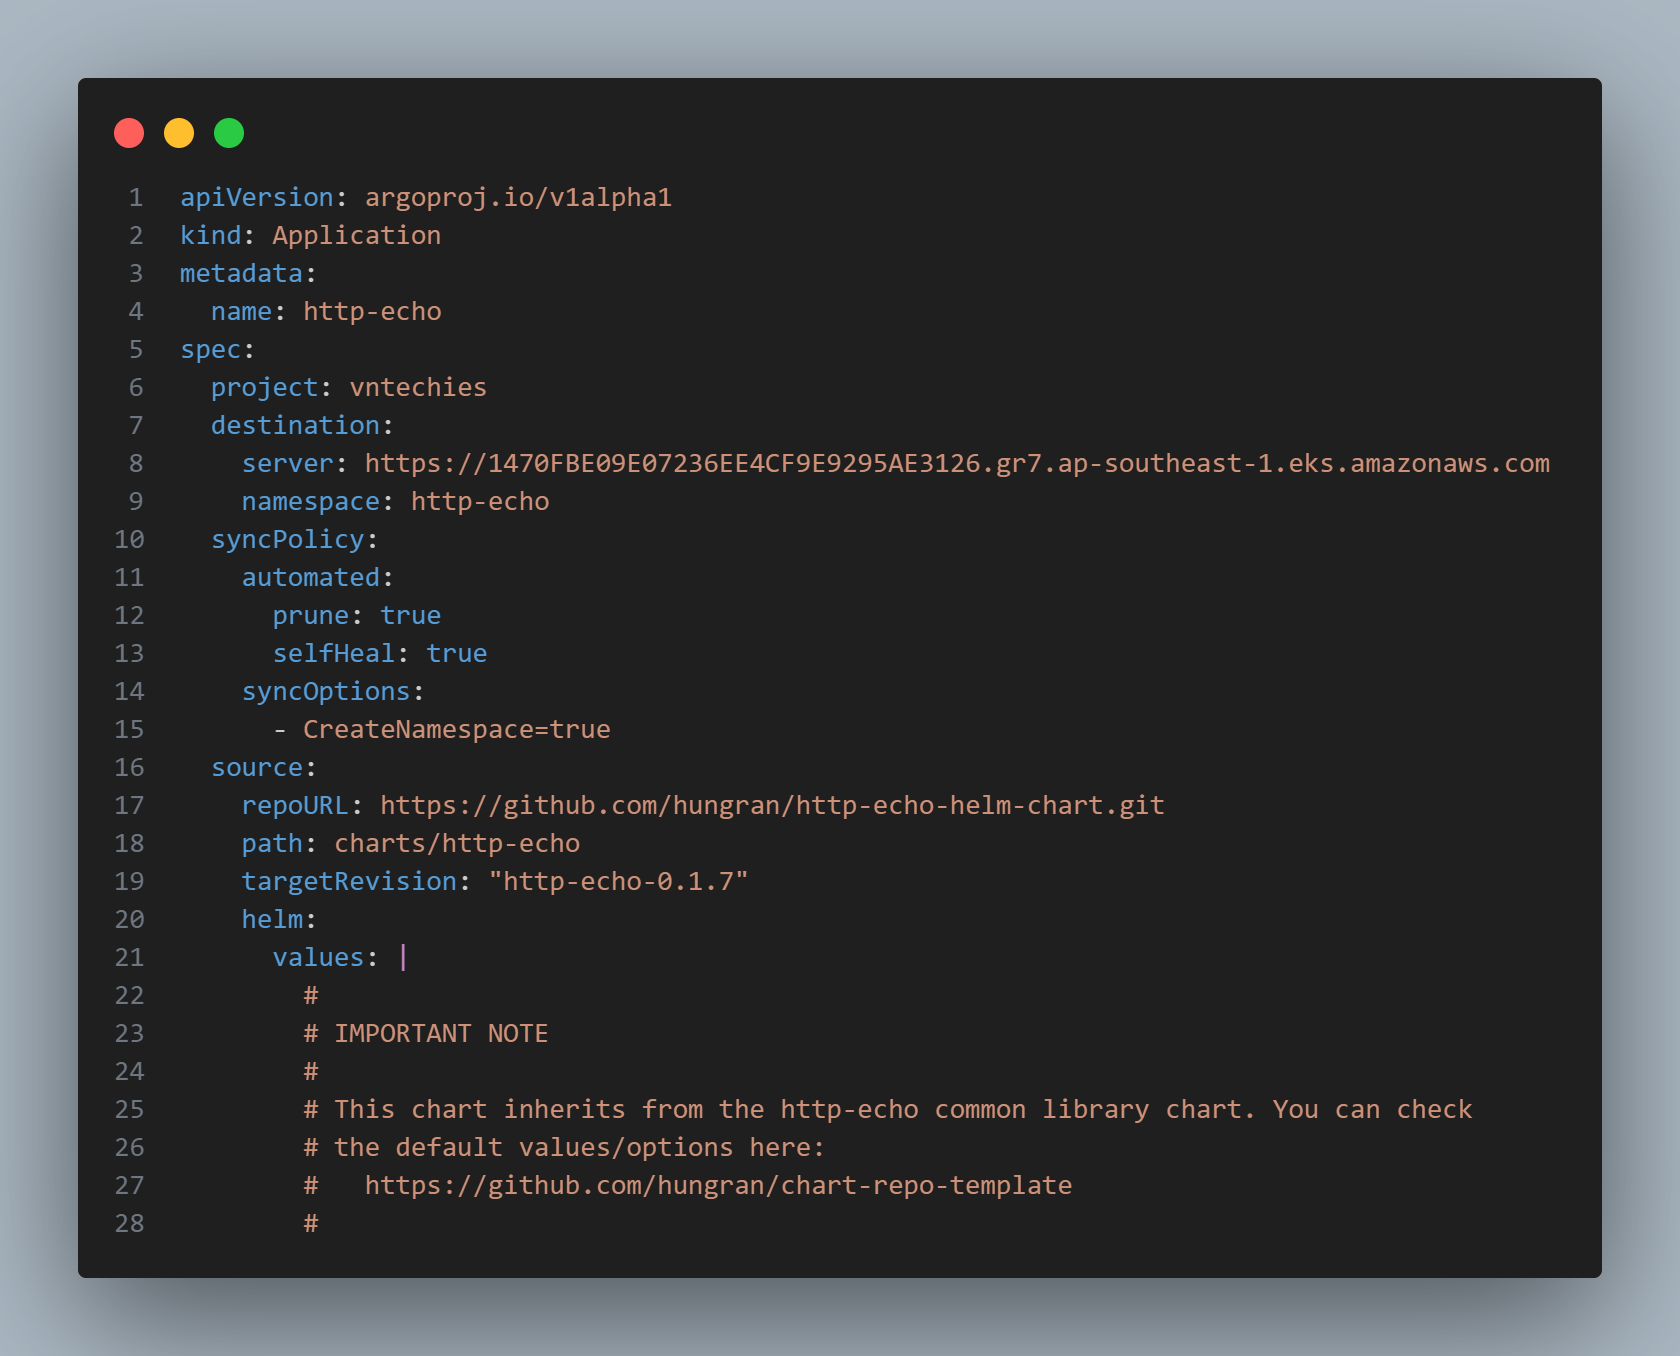 1 apiVersion: argoproj.io/v1alpha1
2 kind: Application
3 metadata:
4   name: http-echo
5 spec:
6   project: vntechies
7   destination:
8     server: https://1470FBE09E07236EE4CF9E9295AE3126.gr7.ap-southeast-1.eks.amazonaws.com
9     namespace: http-echo
10   syncPolicy:
11     automated:
12       prune: true
13       selfHeal: true
14     syncOptions:
15       - CreateNamespace=true
16   source:
17     repoURL: https://github.com/hungran/http-echo-helm-chart.git
18     path: charts/http-echo
19     targetRevision: "http-echo-0.1.7"
20     helm:
21       values: |
22         #
23         # IMPORTANT NOTE
24         #
25         # This chart inherits from the http-echo common library chart. You can check
26         # the default values/options here:
27         #   https://github.com/hungran/chart-repo-template
28         #